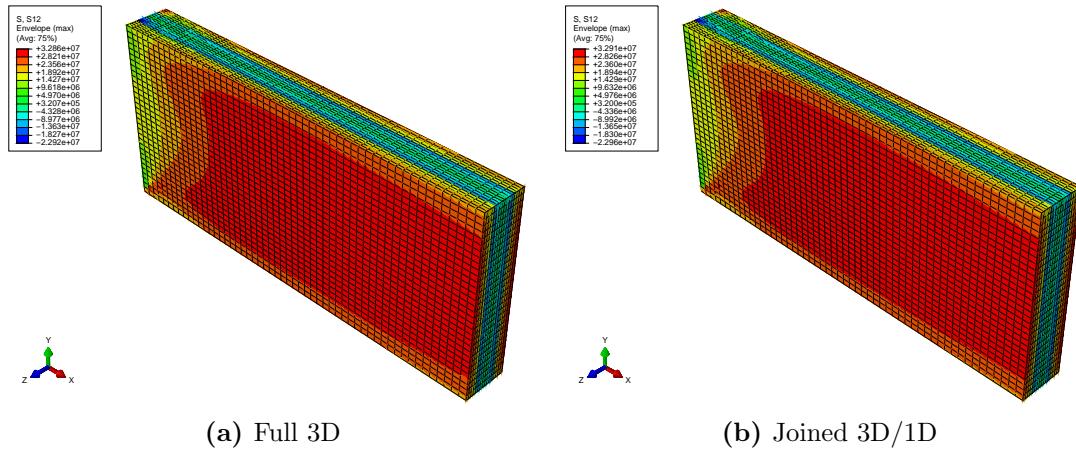 S, S12
Envelope (max)
(Avg: 75%)
+3.286e+07
+2.821e+07
+2.356e+07
+1.892e+07
+1.427e+07
+9.618e+06
+4.970e+06
+3.207e+05
−4.328e+06
−8.977e+06
−1.363e+07
−1.827e+07
−2.292e+07
Y
Z
X
(a) Full 3D
S, S12
Envelope (max)
(Avg: 75%)
+3.291e+07
+2.826e+07
+2.360e+07
+1.894e+07
+1.429e+07
+9.632e+06
+4.976e+06
+3.200e+05
−4.336e+06
−8.992e+06
−1.365e+07
−1.830e+07
−2.296e+07
Y
Z
X
(b) Joined 3D/1D